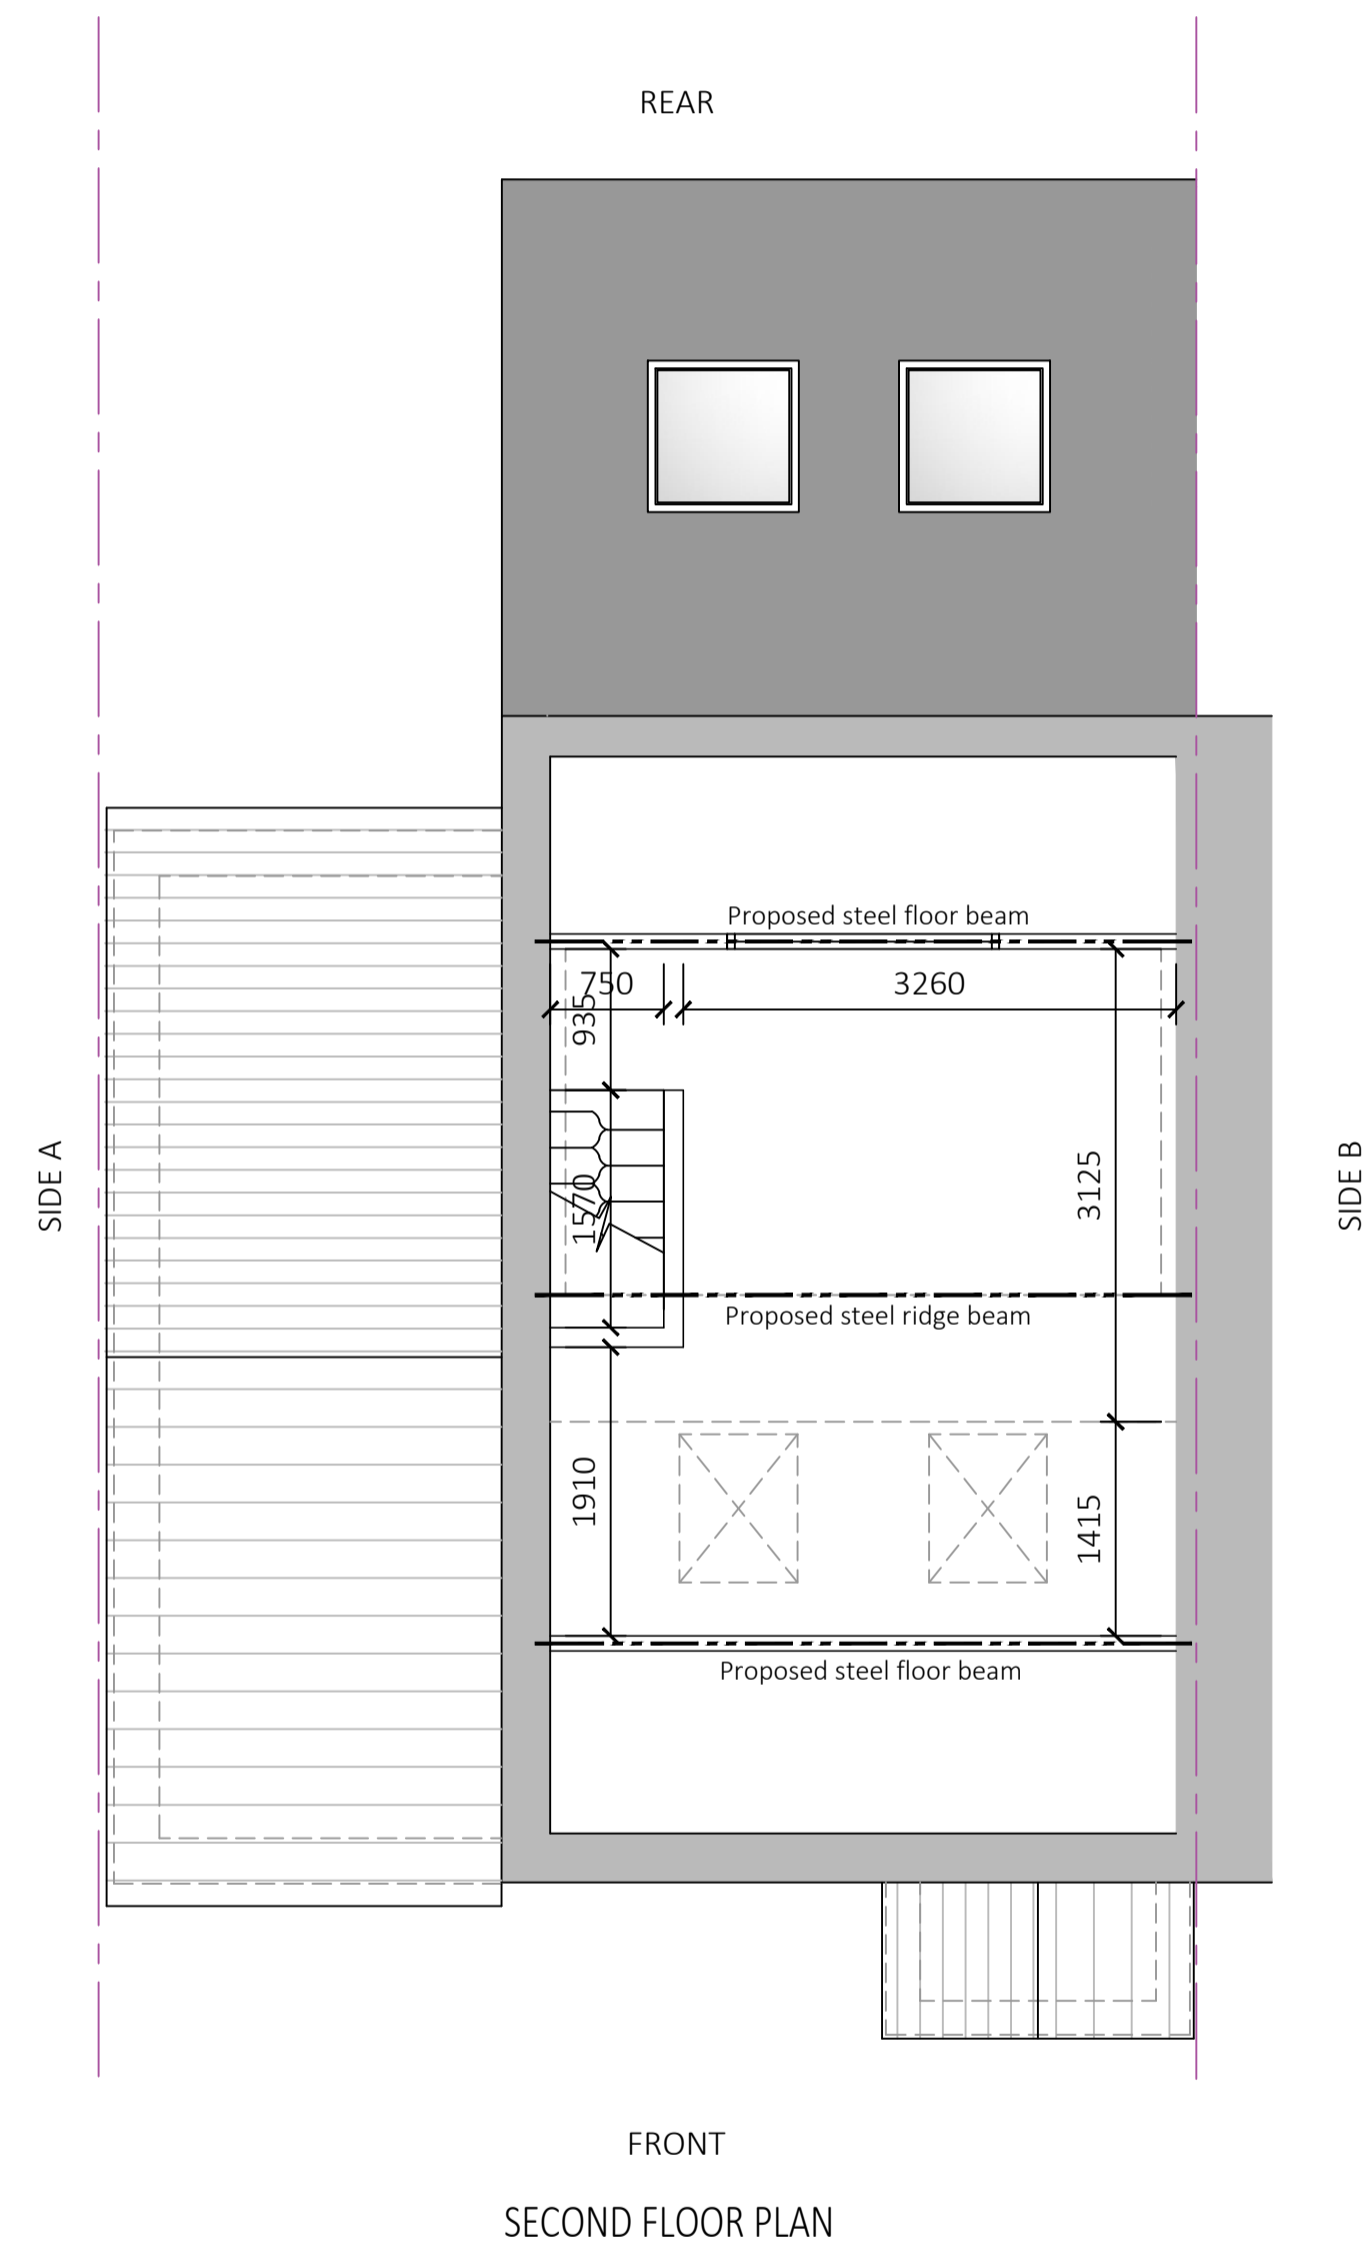 REAR
Proposed steel floor beam
750
3260
935
SIDE A
1570
3125
SIDE B
Proposed steel ridge beam
1910
1415
Proposed steel floor beam
FRONT
SECOND FLOOR PLAN